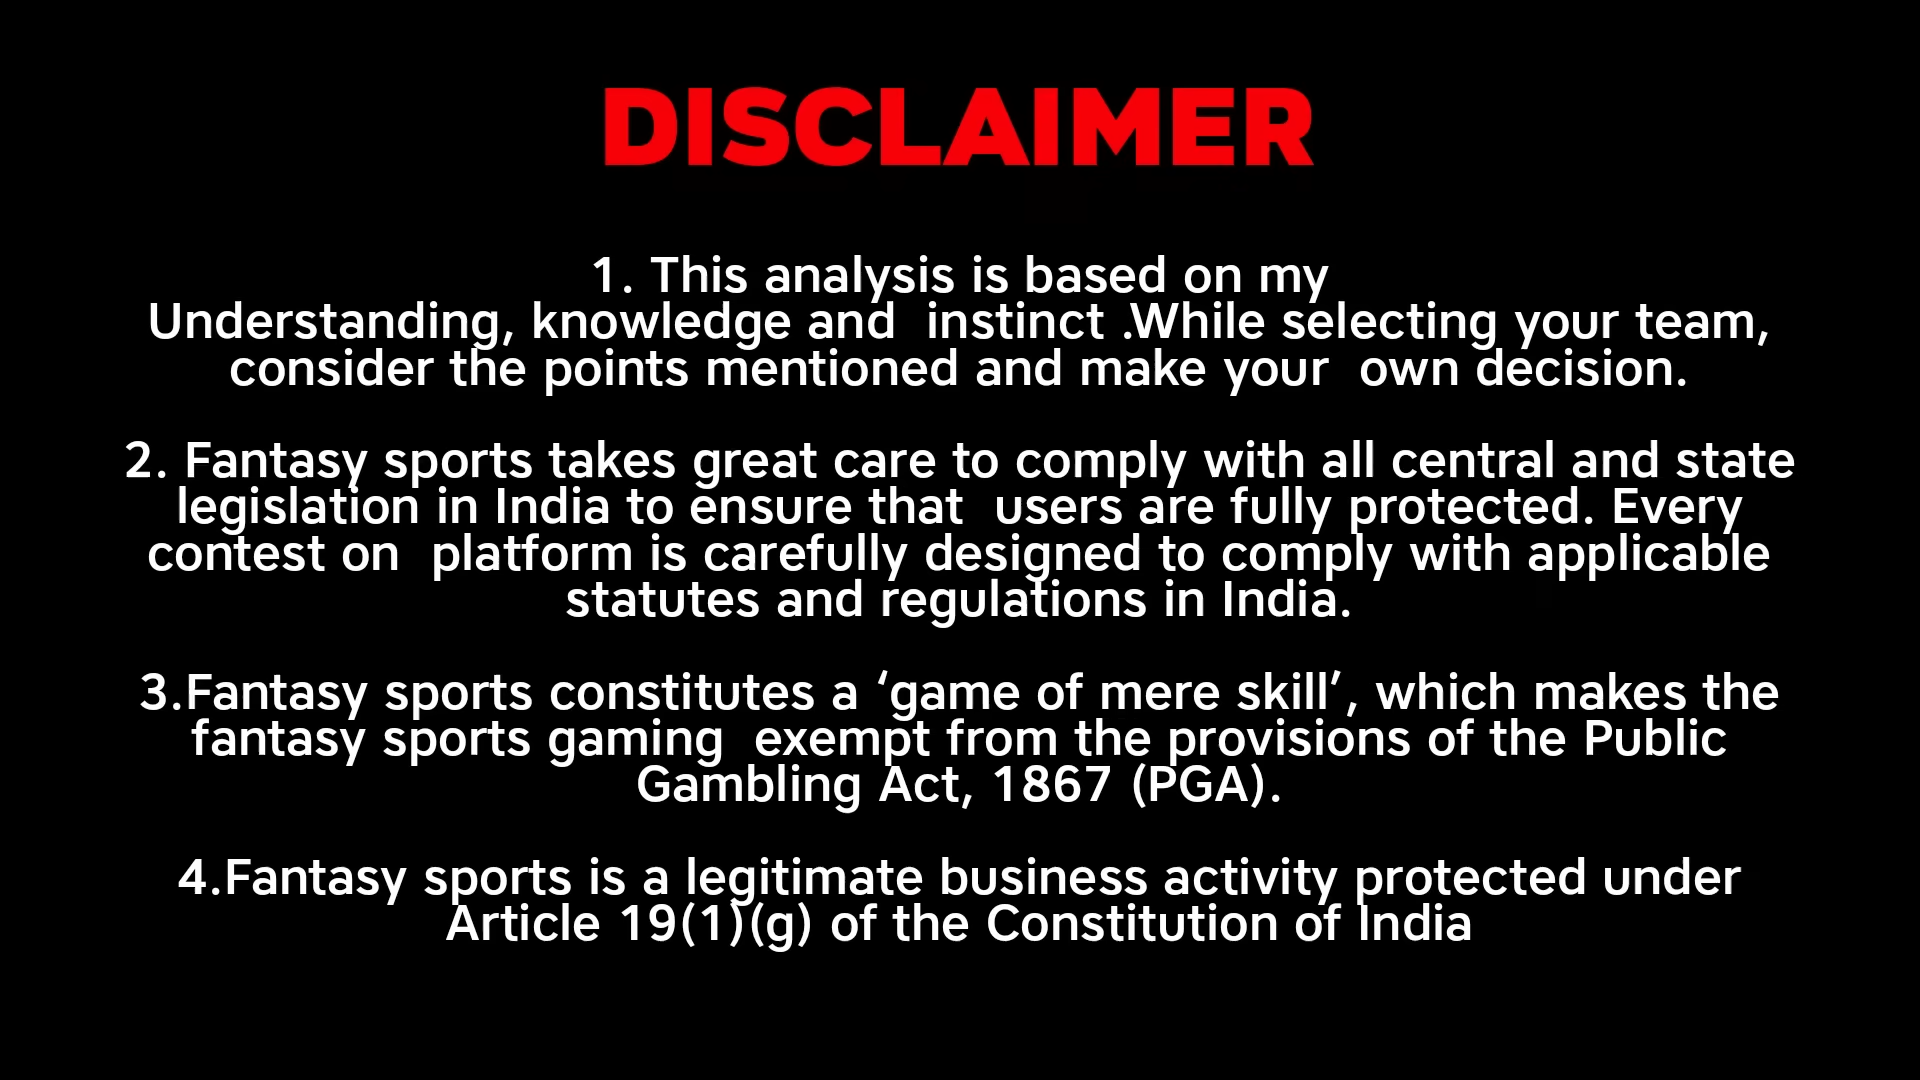 DISCLAIMER
1. This analysis is based on my
Understanding, knowledge and  instinct .While selecting your team,
consider the points mentioned and make your  own decision.
2. Fantasy sports takes great care to comply with all central and state
legislation in India to ensure that  users are fully protected. Every
contest on  platform is carefully designed to comply with applicable
statutes and regulations in India.
3.Fantasy sports constitutes a ‘game of mere skill’, which makes the
fantasy sports gaming  exempt from the provisions of the Public
Gambling Act, 1867 (PGA).
4.Fantasy sports is a legitimate business activity protected under
Article 19(1)(g) of the Constitution of India